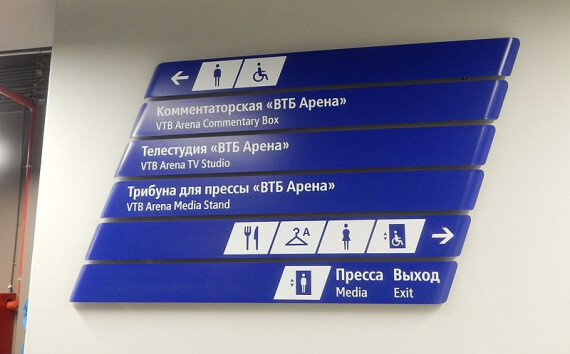 Комментаторская «ВТБ Арена»
VTB Arena Commentary Box
Телестудия «ВТБ Арена»
VTB Arena TV Studio
Трибуна для прессы «ВТБ Арена»
VTB Arena Media Stand
A
Пресса Выход
Media Exit